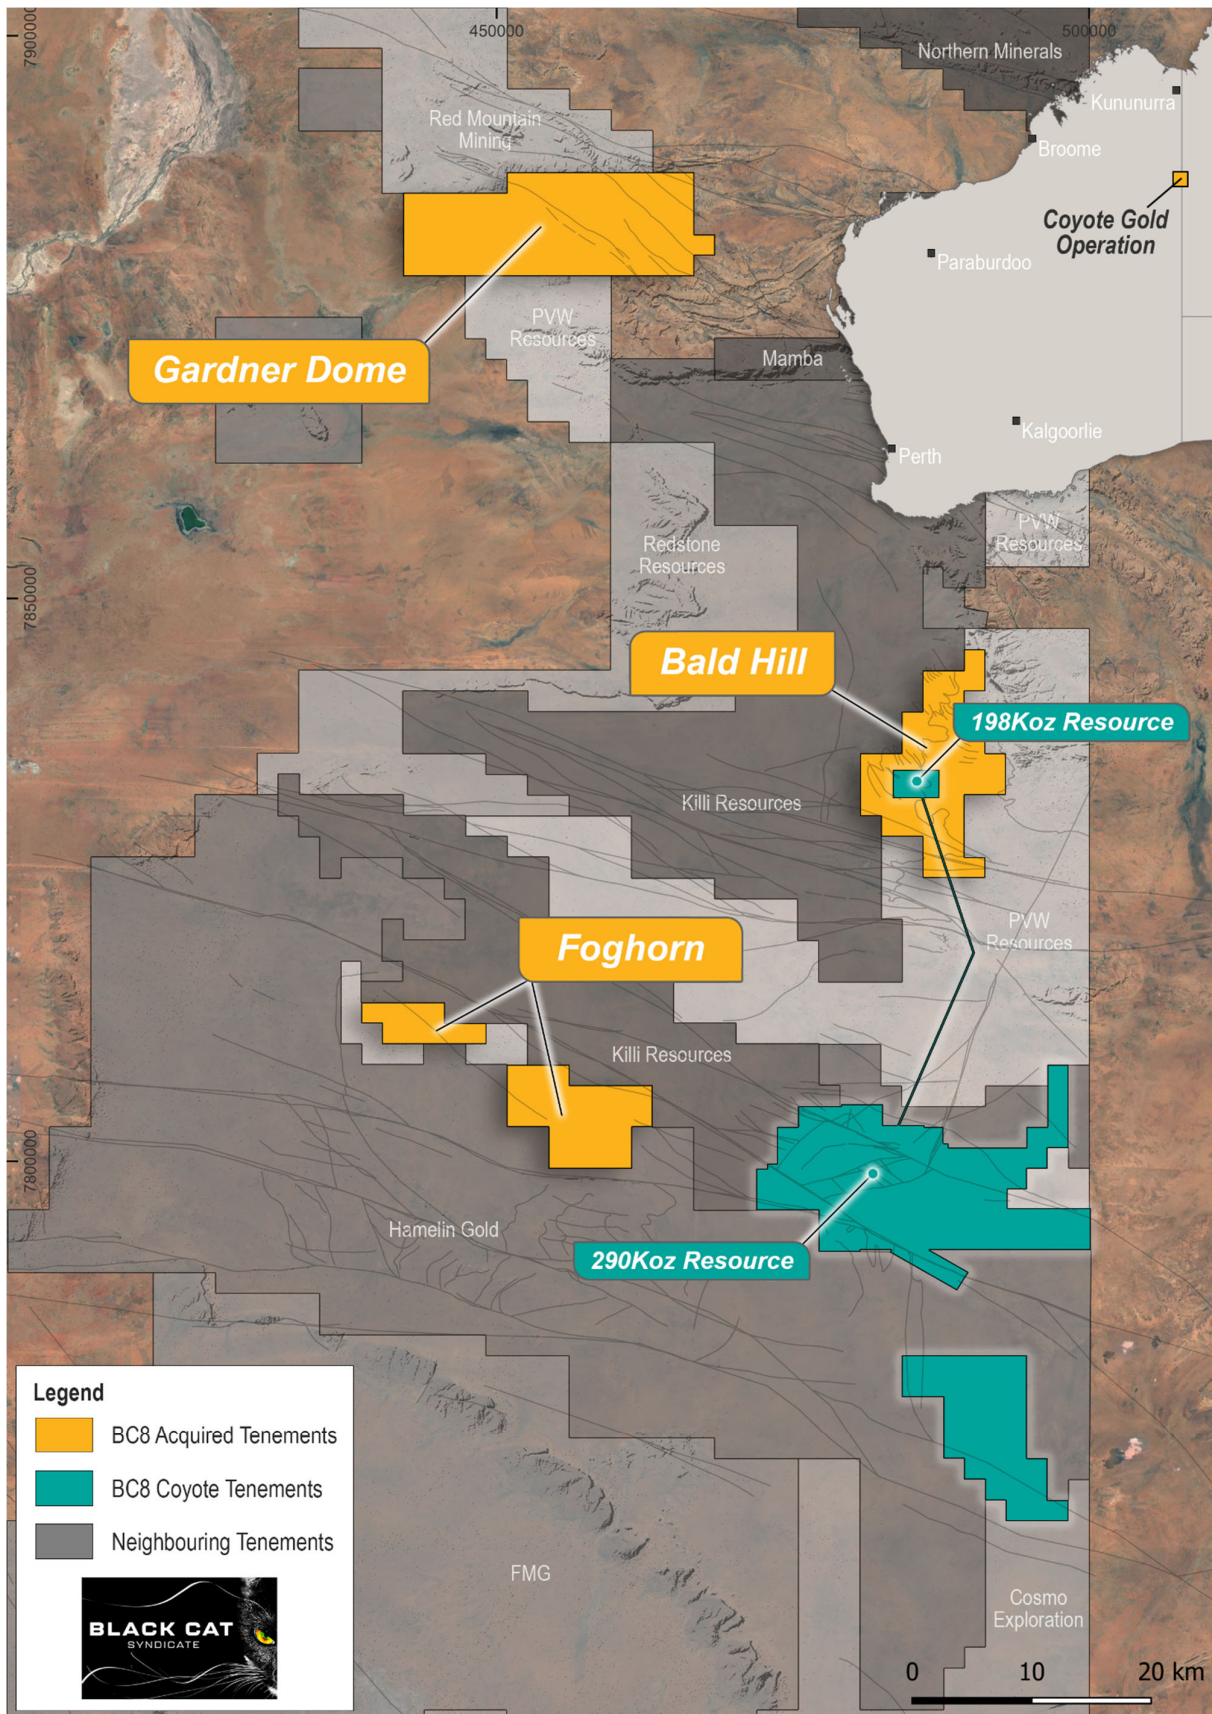 450000
500000
7900000
Northern Minerals
Kununurra
Red Mountain
Mining
Broome
Coyote Gold
Operation
Paraburdoo
PVW
Resources
Mamba
Gardner Dome
Kalgoorlie
Perth
PVW
Resources
Redstone
Resources
7850000
Bald Hill
198Koz Resource
Killi Resources
PVW
Resources
Foghorn
Killi Resources
7800000
Hamelin Gold
290Koz Resource
Legend
BC8 Acquired Tenements
BC8 Coyote Tenements
Neighbouring Tenements
BLACK CAT
SYNDICATE
FMG
Cosmo
Exploration
0 10 20 km